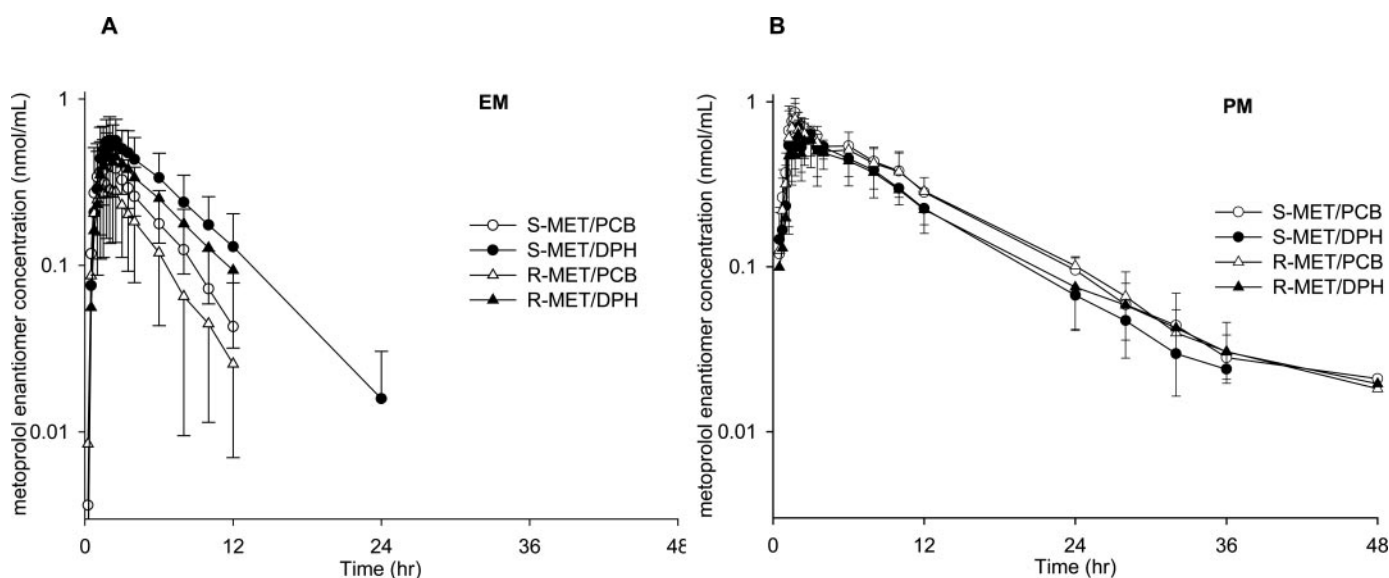 A
metoprolol enantiomer concentration (nmol/mL)
1
0.1
0.01
EM
S-MET/PCB
S-MET/DPH
R-MET/PCB
R-MET/DPH
0
12
24
36
48
Time (hr)
B
metoprolol enantiomer concentration (nmol/mL)
1
0.1
0.01
PM
S-MET/PCB
S-MET/DPH
R-MET/PCB
R-MET/DPH
0
12
24
36
48
Time (hr)